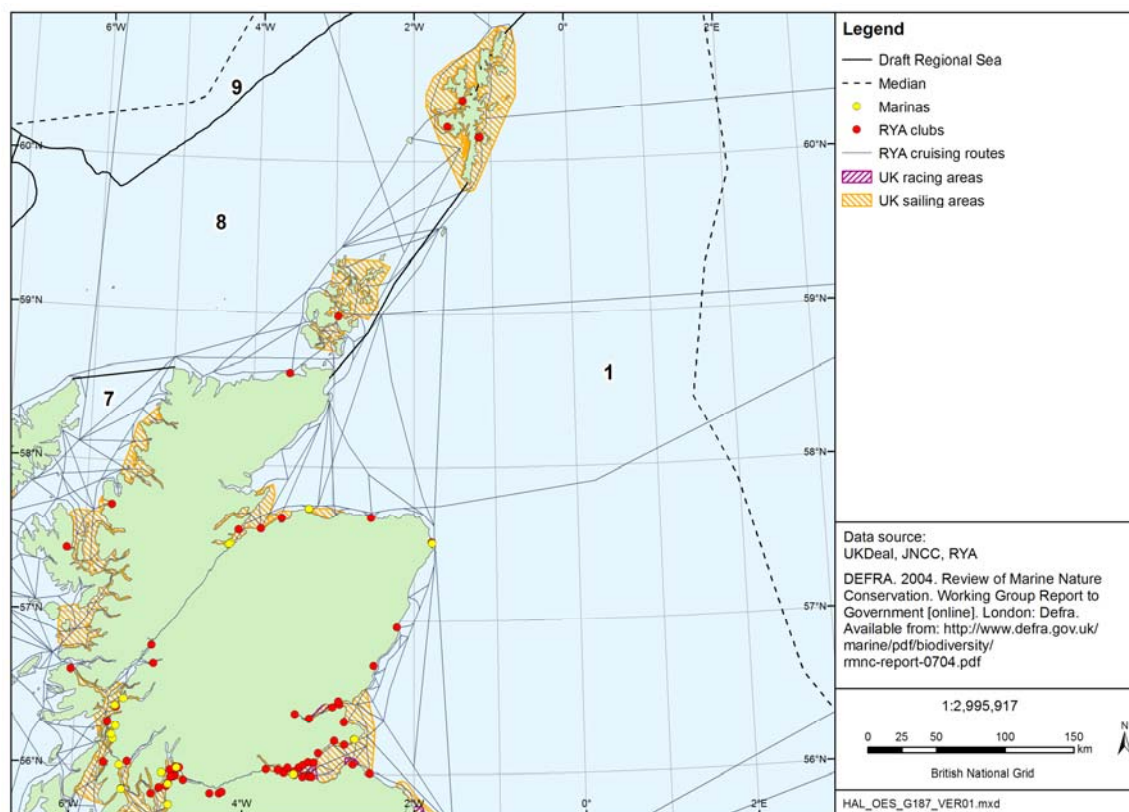 6°W
4°W
2°W
0°
2°E
9
60°N
60°N
8
59°N
59°N
1
7
58°N
58°N
57°N
57°N
56°N
56°N
6°W
4°W
2°W
0°
2°E
Legend
Draft Regional Sea
Median
Marinas
RYA clubs
RYA cruising routes
UK racing areas
UK sailing areas
Data source:
UKDeal, JNCC, RYA
DEFRA. 2004. Review of Marine Nature
Conservation. Working Group Report to
Government [online]. London: Defra.
Available from: http://www.defra.gov.uk/
marine/pdf/biodiversity/
rmnc-report-0704.pdf
1:2,995,917
N
0 25 50 100 150
km
British National Grid
HAL_OES_G187_VER01.mxd